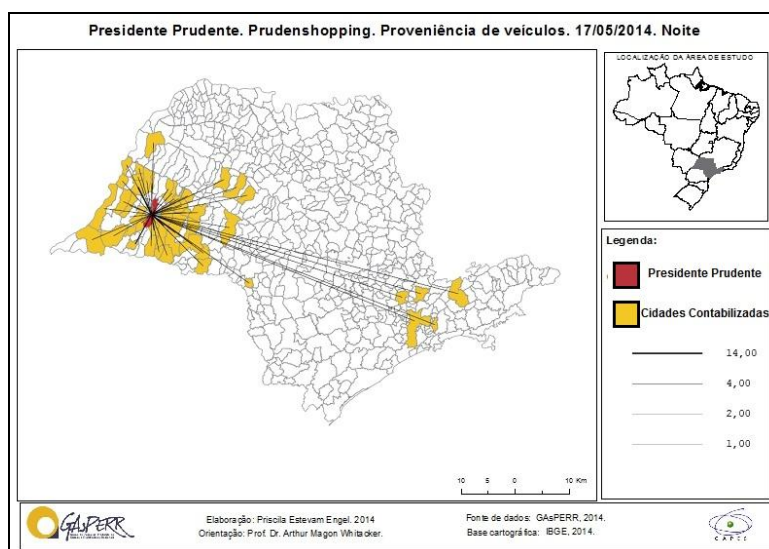 Presidente Prudente. Prudenshopping. Proveniência de veículos. 17/05/2014. Noite
LOCALIZAÇÃO DA ÁREA DE ESTUDO
Legenda:
Presidente Prudente
Cidades Contabilizadas
14,00
4,00
2,00
1,00
10 5 0 10 Km
GAsPERR
Elaboração: Priscila Estevam Engel. 2014
Orientação: Prof. Dr. Arthur Magon Whitacker.
Fonte de dados: GAsPERR, 2014.
Base cartográfica: IBGE, 2014.
CAPES